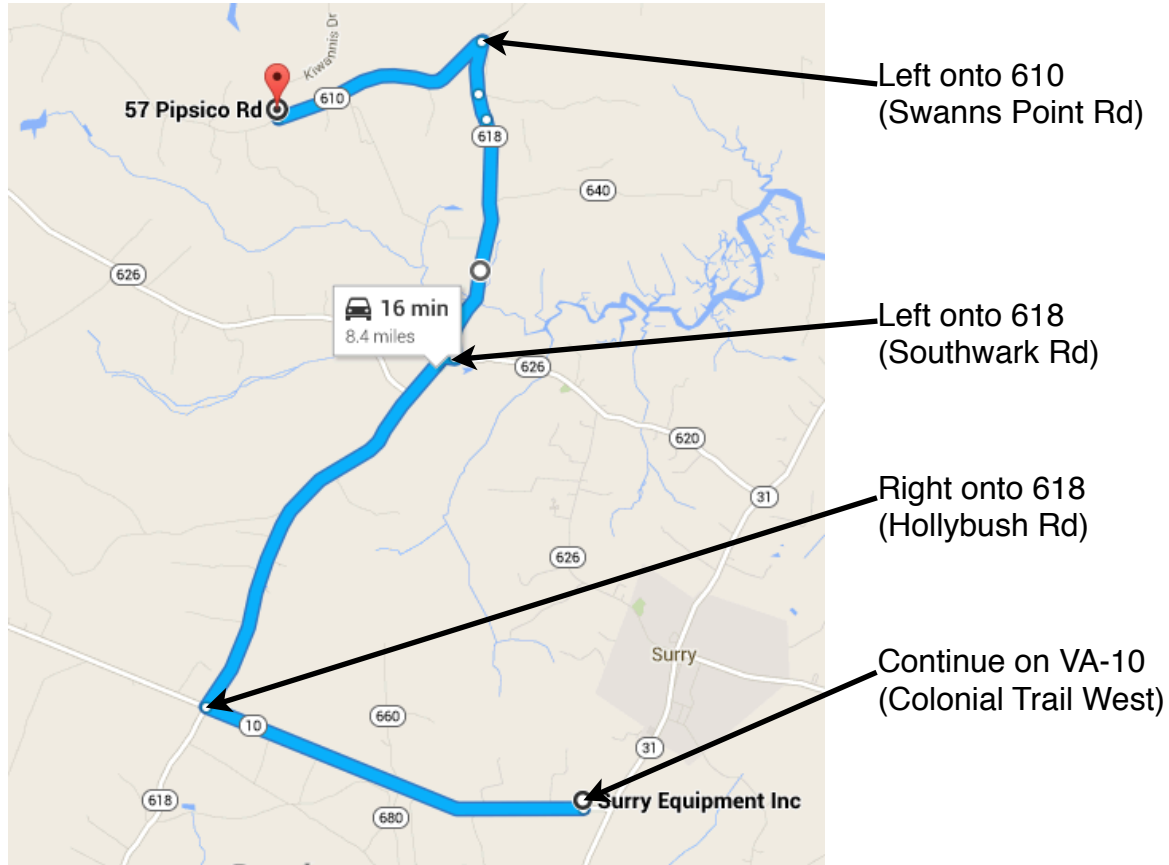 Kiwannis Dr
57 Pipsico Rd
610
618
640
626
16 min
8.4 miles
626
620
31
626
Surry
660
10
31
618
680
Surry Equipment Inc
Left onto 610
(Swanns Point Rd)
Left onto 618
(Southwark Rd)
Right onto 618
(Hollybush Rd)
Continue on VA-10
(Colonial Trail West)